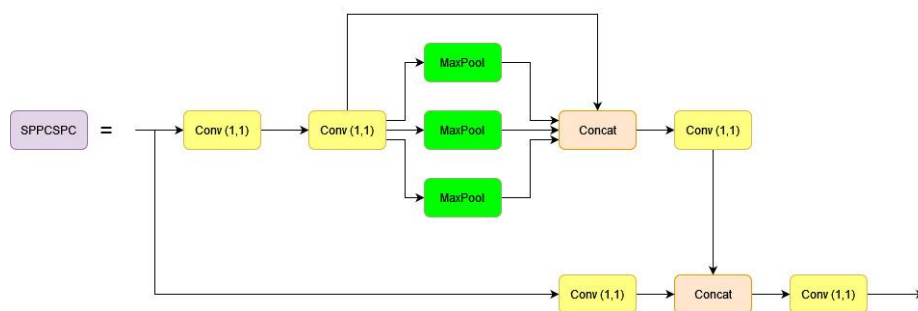 MaxPool
SPPCSPC = Conv (1,1) Conv (1,1) MaxPool Concat Conv (1,1)
MaxPool
Conv (1,1) Concat Conv (1,1)